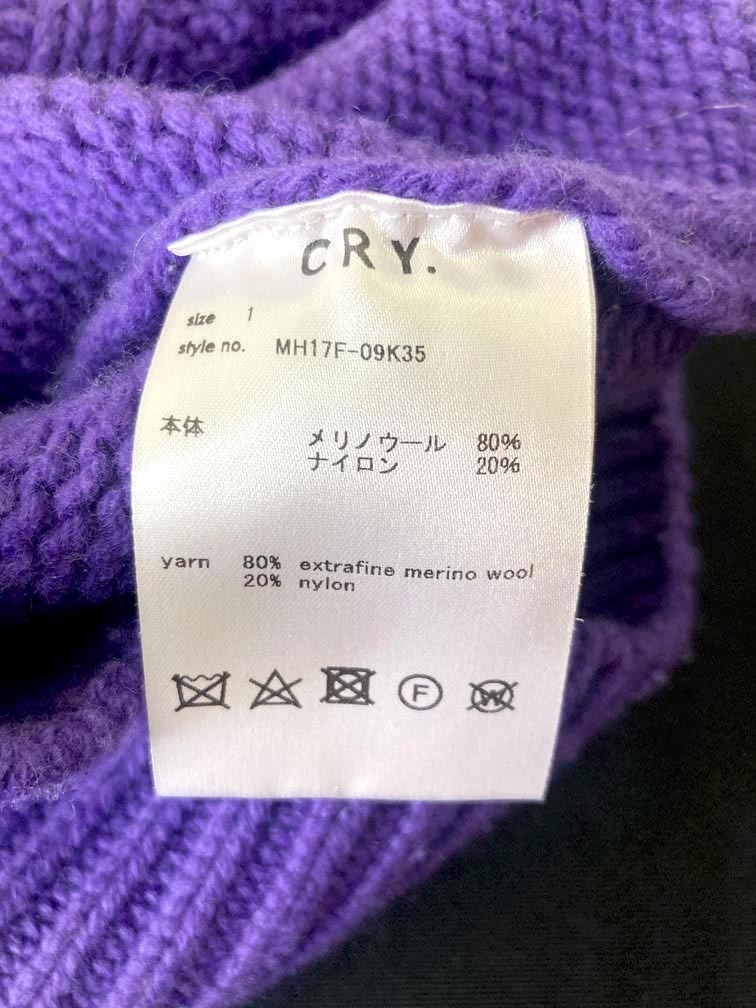 CRY.
size 1
style no. MH17F-09K35
本体
メリノウール 80%
ナイロン 20%
yarn 80% extrafine merino wool
20% nylon
F W